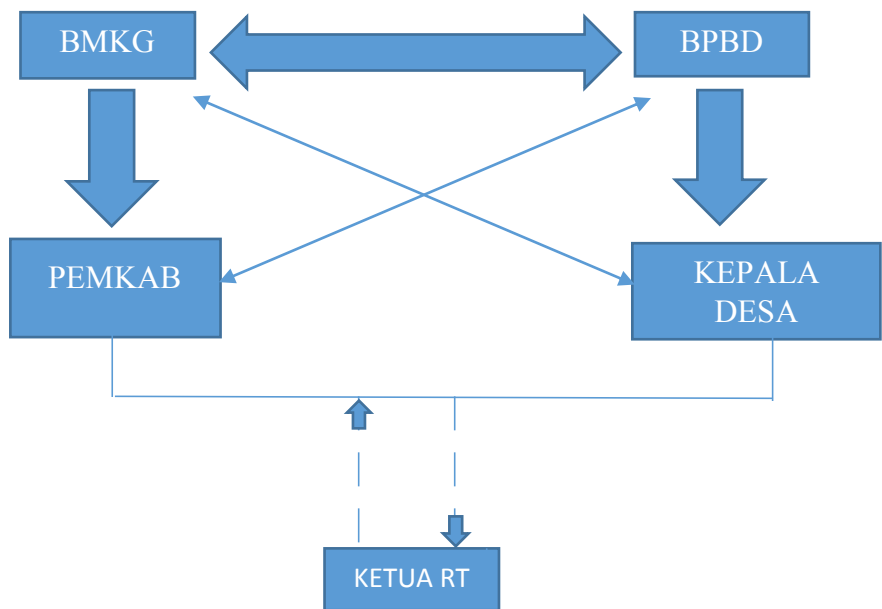 BMKG
BPBD
PEMKAB
KEPALA
DESA
KETUA RT